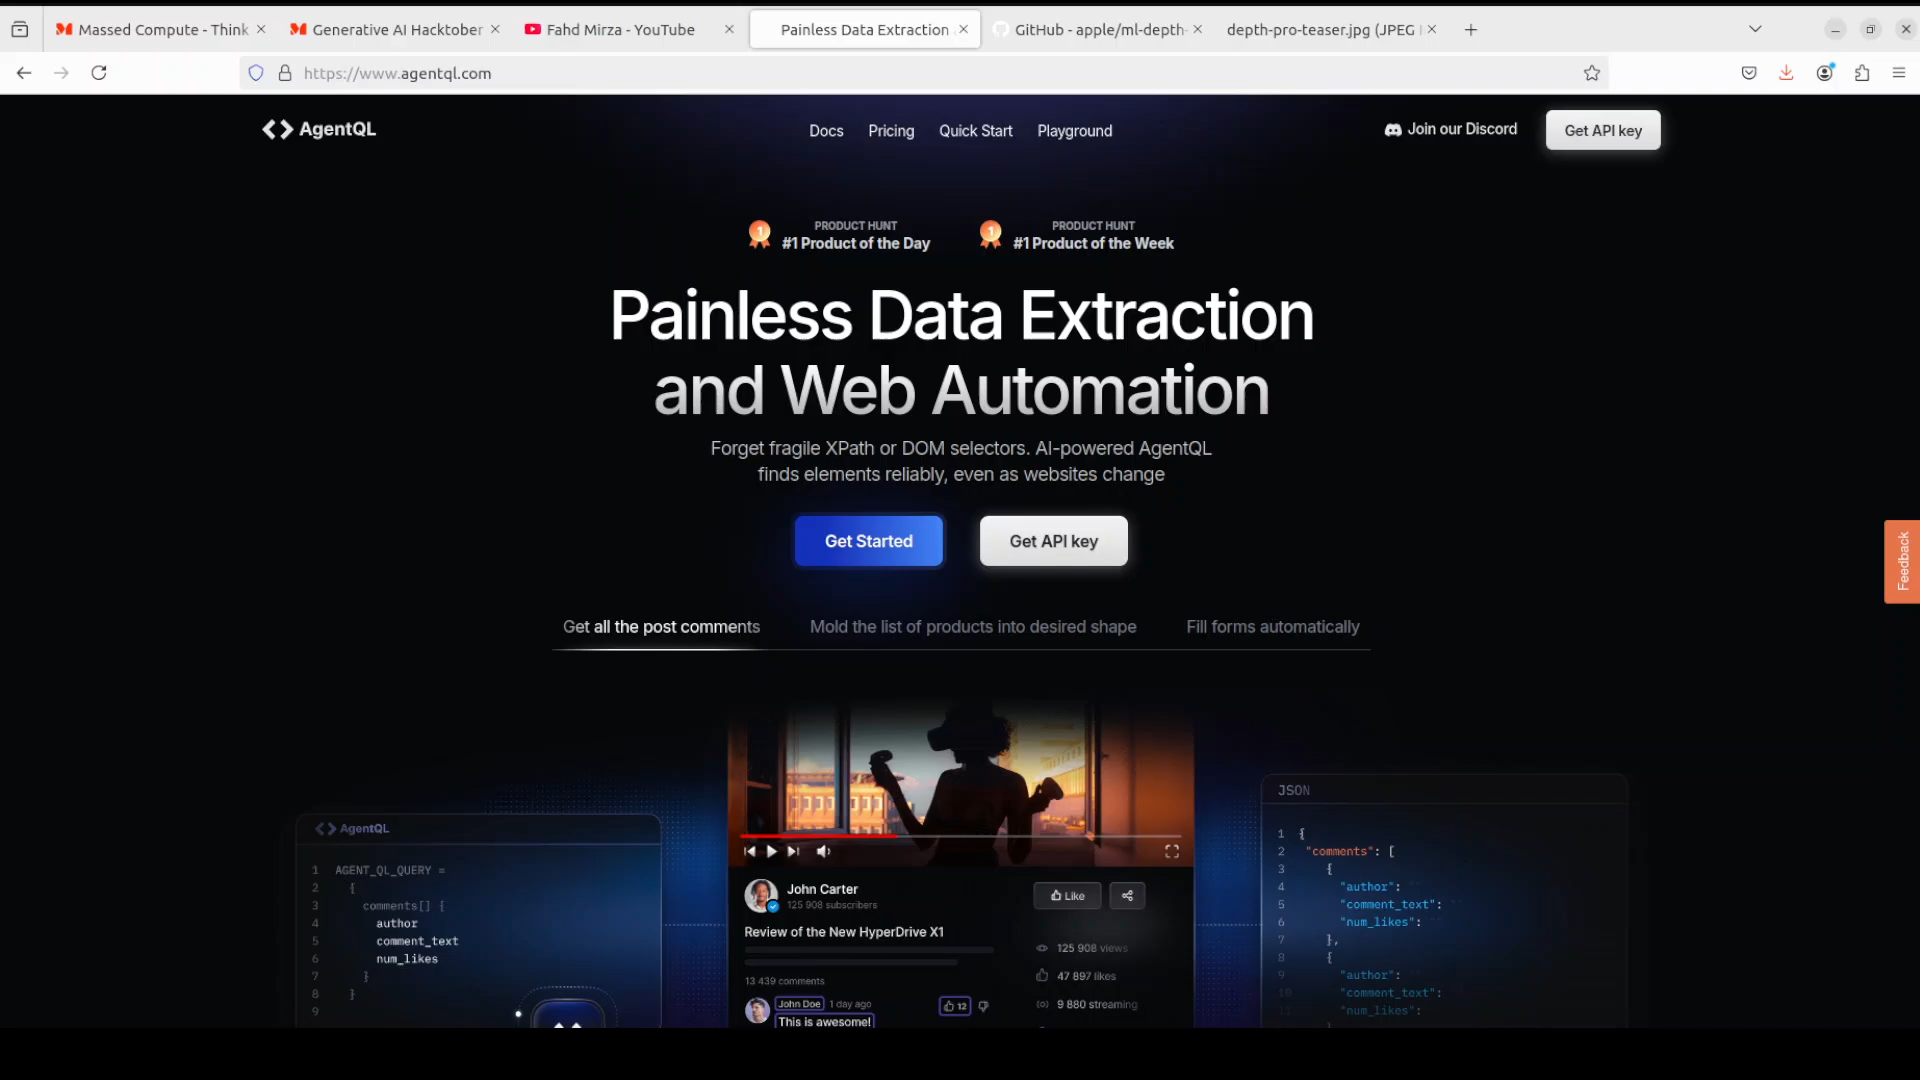 Massed Compute - Think
Generative AI Hacktober
Fahd Mirza - YouTube
Painless Data Extraction
GitHub - apple/ml-depth-
depth-pro-teaser.jpg (JPEG
https://www.agentql.com
AgentQL
Docs
Pricing
Quick Start
Playground
Join our Discord
Get API key
PRODUCT HUNT
#1 Product of the Day
PRODUCT HUNT
#1 Product of the Week
1
1
Painless Data Extraction
and Web Automation
Forget fragile XPath or DOM selectors. AI-powered AgentQL
finds elements reliably, even as websites change
Get Started
Get API key
Feedback
Get all the post comments
Mold the list of products into desired shape
Fill forms automatically
AgentQL
1 AGENT_QL_QUERY =
2 {
3 comments[] {
4 author
5 comment_text
6 num_likes
7 }
8 }
9
John Carter
125 908 subscribers
Like
Review of the New HyperDrive X1
125 908 views
47 897 likes
9 880 streaming
13 439 comments
John Doe 1 day ago
12
This is awesome!
JSON
1 {
2 "comments": [
3 {
4 "author":
5 "comment_text":
6 "num_likes":
7 },
8 {
9 "author":
10 "comment_text":
11 "num_likes":